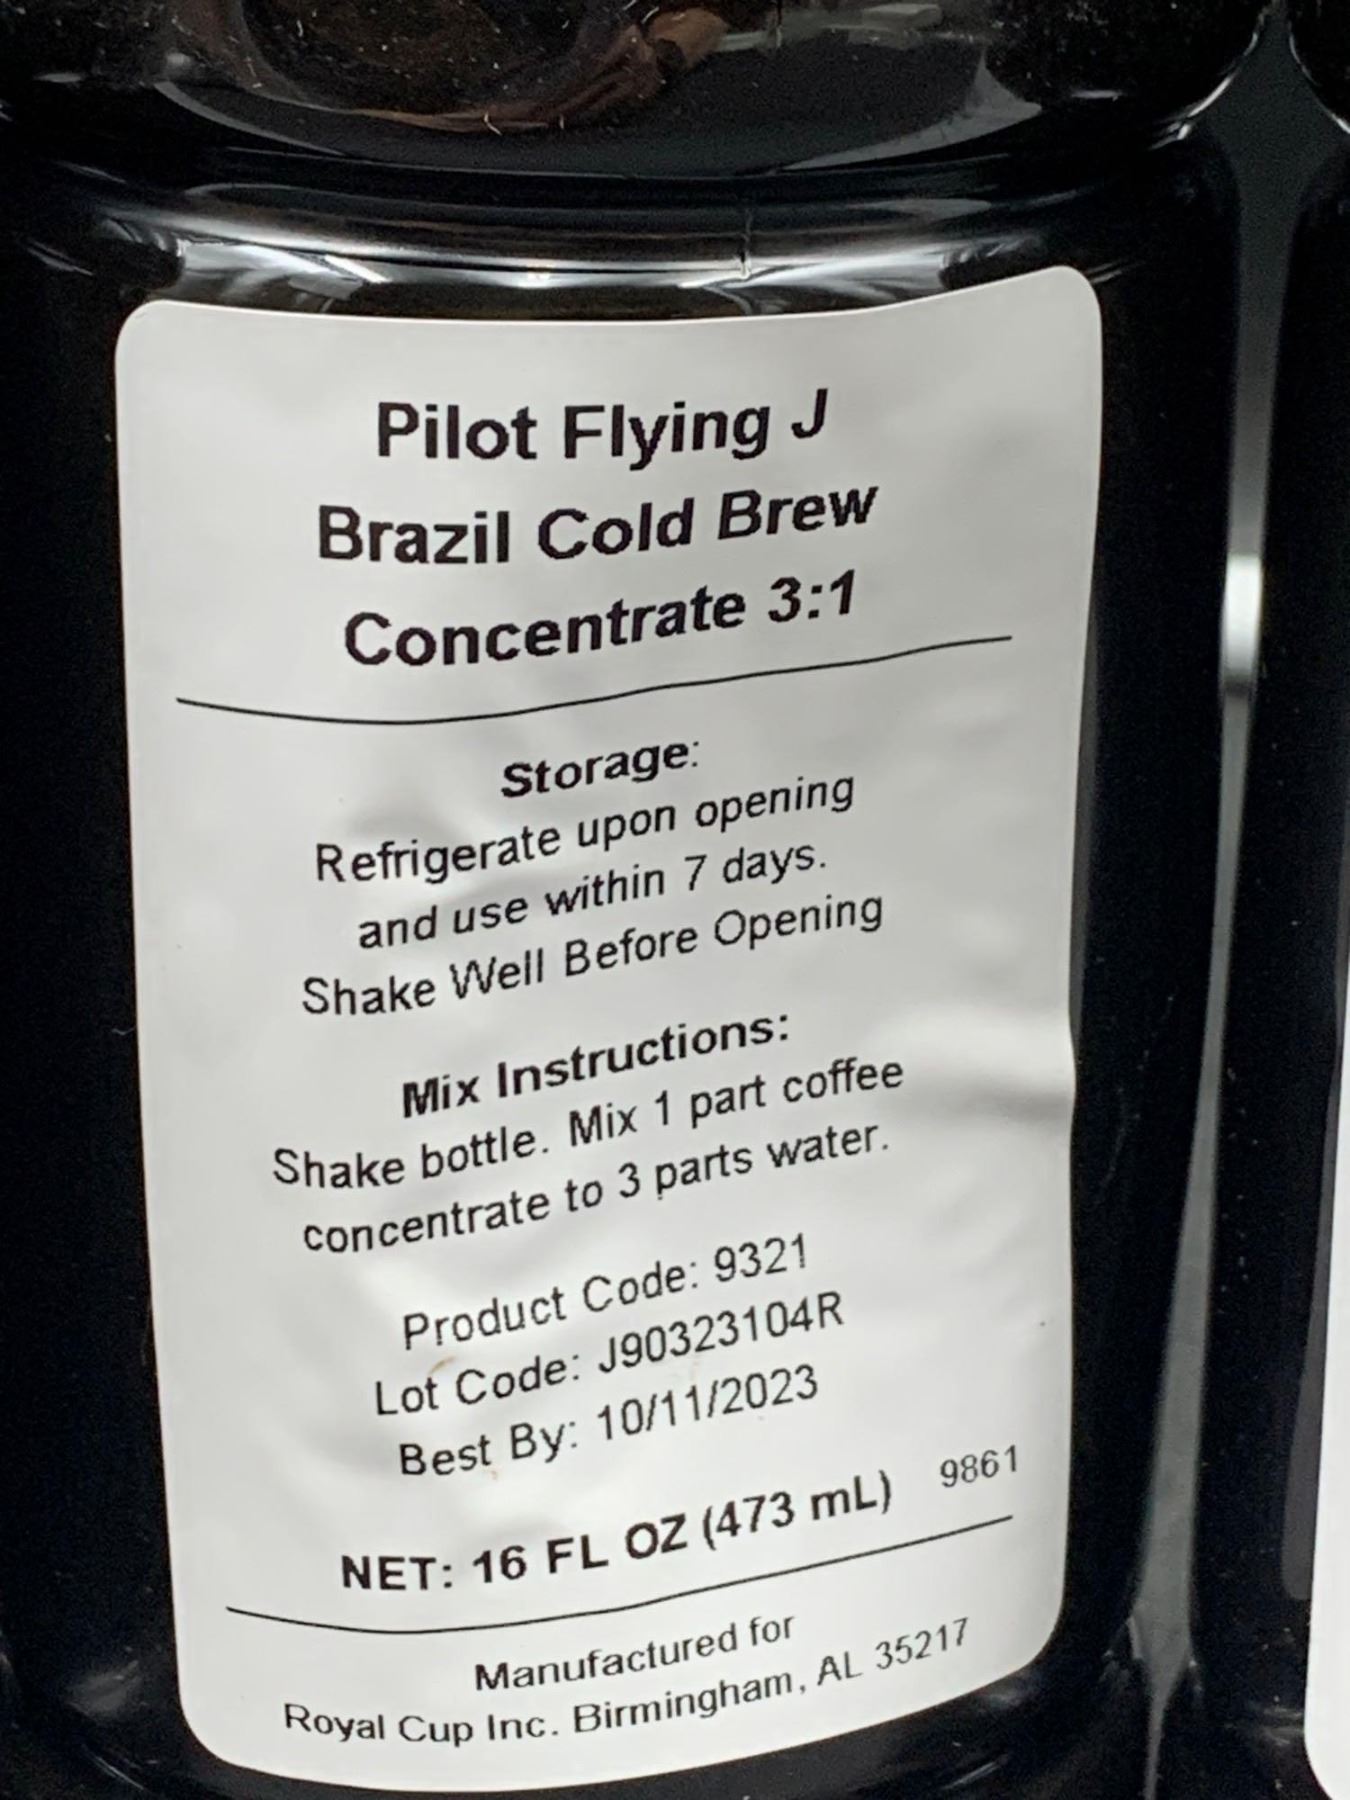 Pilot Flying J
Brazil Cold Brew
Concentrate 3:1
Storage:
Refrigerate upon opening
and use within 7 days.
Shake Well Before Opening
Mix Instructions:
Shake bottle. Mix 1 part coffee
concentrate to 3 parts water.
Product Code: 9321
Lot Code: J90323104R
Best By: 10/11/2023
NET: 16 FL OZ (473 mL) 9861
Manufactured for
Royal Cup Inc. Birmingham, AL 35217